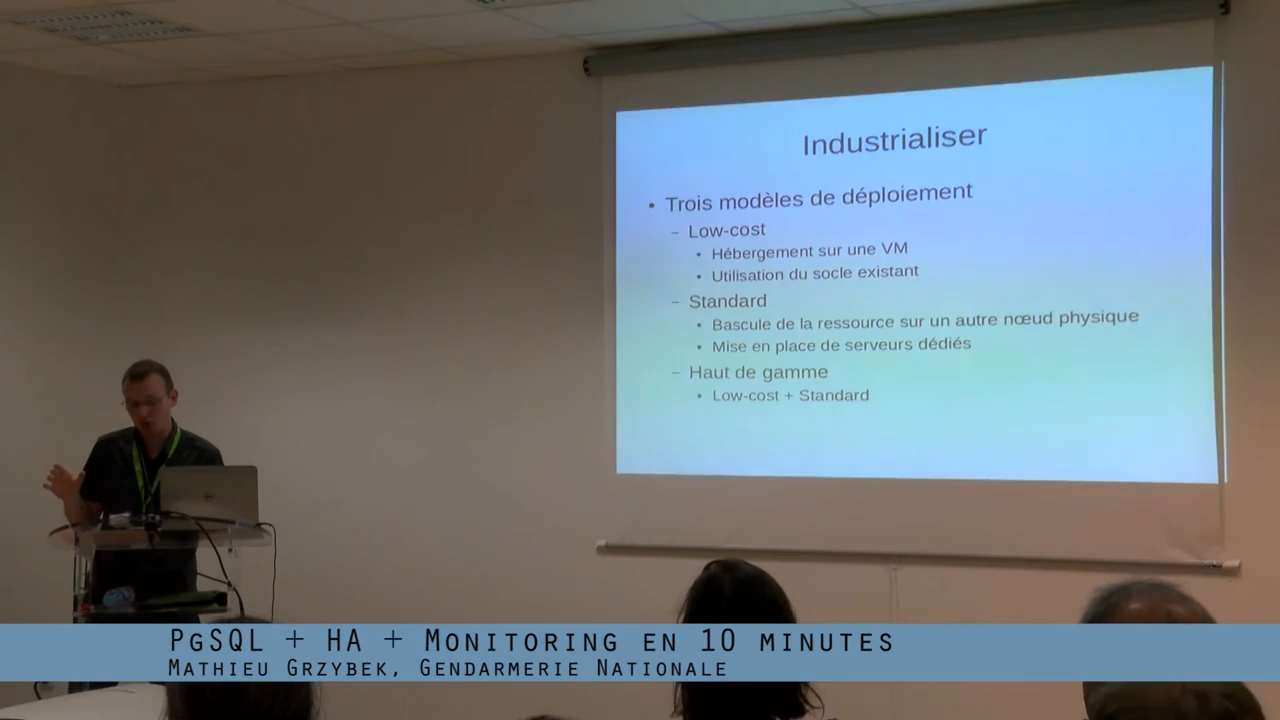 Industrialiser
• Trois modèles de déploiement
– Low-cost
• Hébergement sur une VM
• Utilisation du socle existant
– Standard
• Bascule de la ressource sur un autre nœud physique
• Mise en place de serveurs dédiés
– Haut de gamme
• Low-cost + Standard
PgSQL + HA + Monitoring en 10 minutes
Mathieu Grzybek, Gendarmerie Nationale